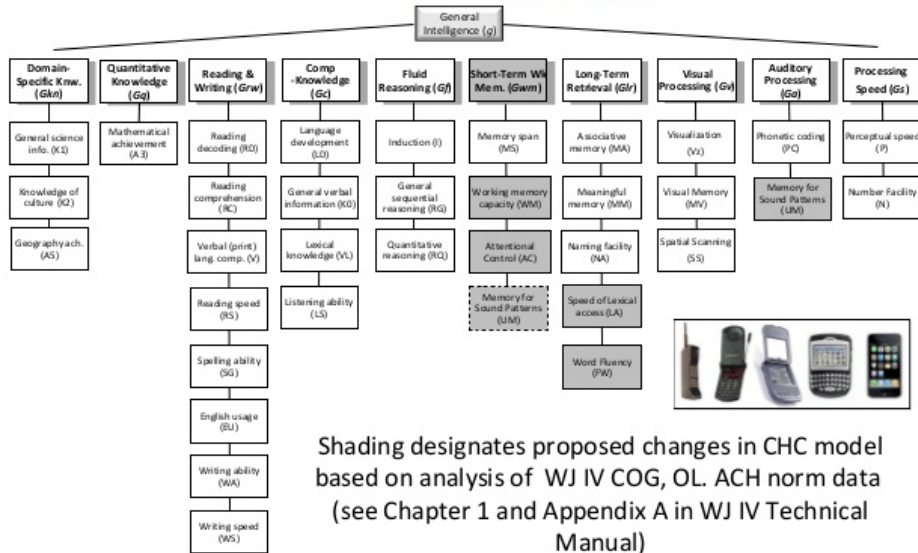 General
Intelligence (g)
Domain-
Specific Knw.
(Gkn)
Quantitative
Knowledge
(Gq)
Reading &
Writing (Grw)
Comp
-Knowledge
(Gc)
Fluid
Reasoning (Gf)
Short-Term Wk
Mem. (Gwm)
Long-Term
Retrieval (Glr)
Visual
Processing (Gv)
Auditory
Processing
(Ga)
Processing
Speed (Gs)
General science
info. (K1)
Knowledge of
culture (K2)
Geography ach.
(A5)
Mathematical
achievement
(A3)
Reading
decoding (RD)
Reading
comprehension
(RC)
Verbal (print)
lang. comp. (V)
Reading speed
(RS)
Spelling ability
(SG)
English usage
(EU)
Writing ability
(WA)
Writing speed
(WS)
Language
development
(LD)
General verbal
information (K0)
Lexical
knowledge (VL)
Listening ability
(LS)
Induction (I)
General
sequential
reasoning (RG)
Quantitative
reasoning (RQ)
Memory span
(MS)
Working memory
capacity (WM)
Attentional
Control (AC)
Memory for
Sound Patterns
(UM)
Associative
memory (MA)
Meaningful
memory (MM)
Naming facility
(NA)
Speed of Lexical
access (LA)
Word Fluency
(FW)
Visualization
(Vz)
Visual Memory
(MV)
Spatial Scanning
(SS)
Phonetic coding
(PC)
Memory for
Sound Patterns
(UM)
Perceptual speed
(P)
Number Facility
(N)
Shading designates proposed changes in CHC model
based on analysis of WJ IV COG, OL. ACH norm data
(see Chapter 1 and Appendix A in WJ IV Technical
Manual)